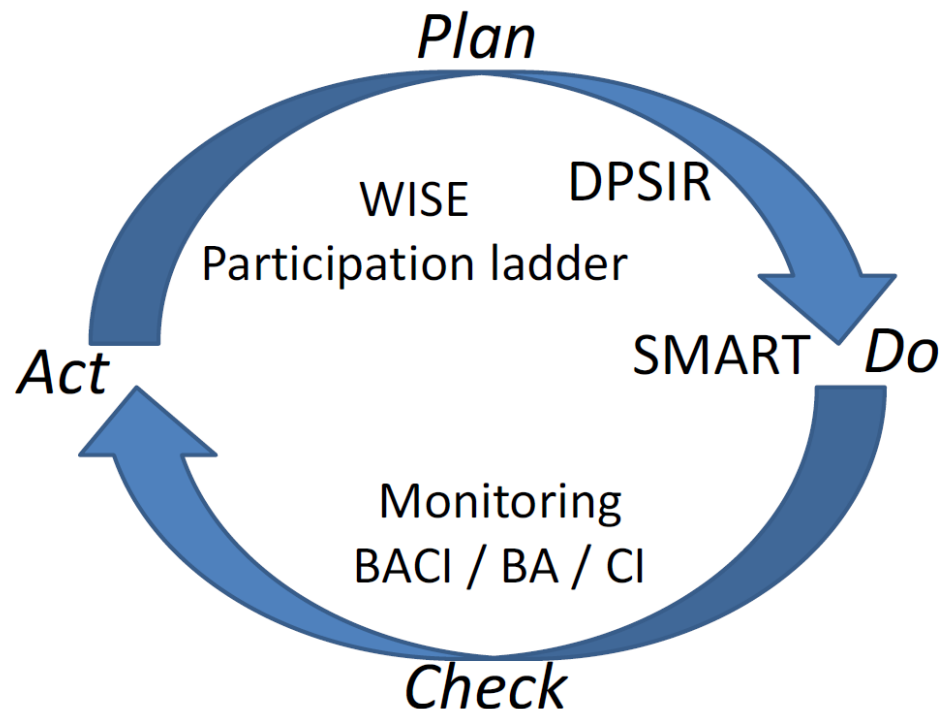 Plan
DPSIR
WISE
Participation ladder
SMART
Do
Act
Monitoring
BACI / BA / CI
Check